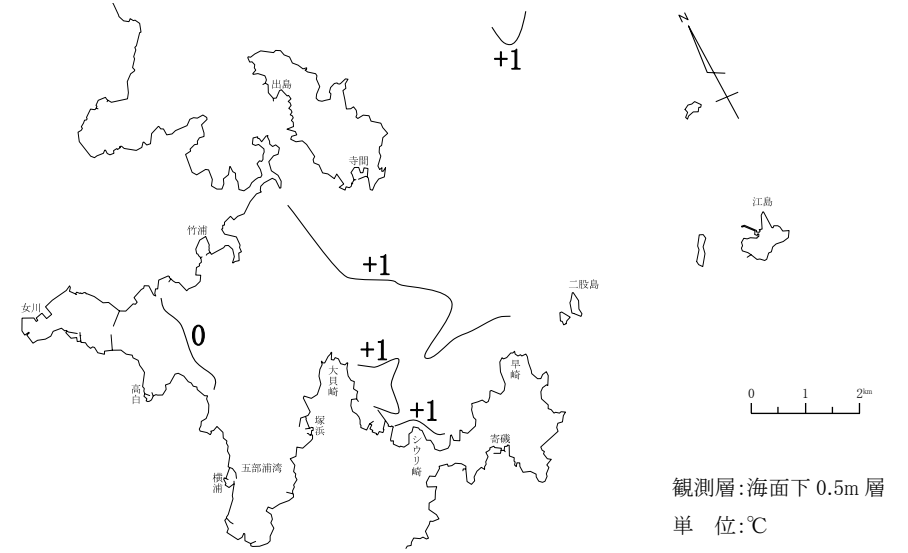 N
+1
出島
寺間
江島
竹浦
+1
二股島
女川
0
+1
大貝崎
早崎
0 1 2km
高白
+1
塚浜
シウリ崎
寄磯
五部浦湾
横浦
観測層:海面下 0.5m 層
単 位:℃